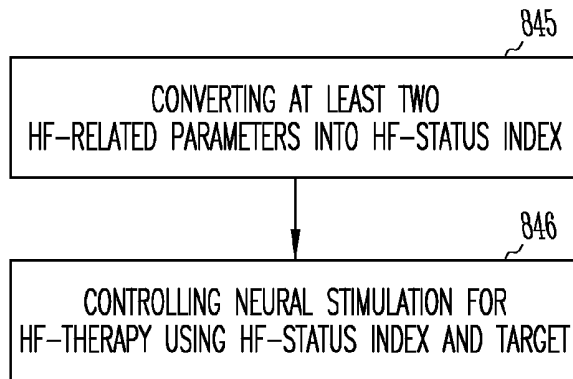 845
CONVERTING AT LEAST TWO
HF-RELATED PARAMETERS INTO HF-STATUS INDEX
846
CONTROLLING NEURAL STIMULATION FOR
HF-THERAPY USING HF-STATUS INDEX AND TARGET